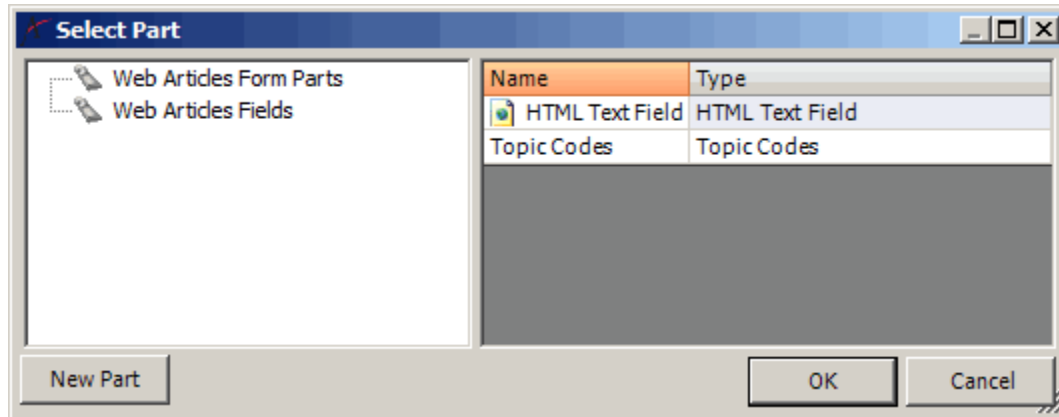 Select Part
Web Articles Form Parts
Web Articles Fields
Name Type
HTML Text Field HTML Text Field
Topic Codes Topic Codes
New Part OK Cancel